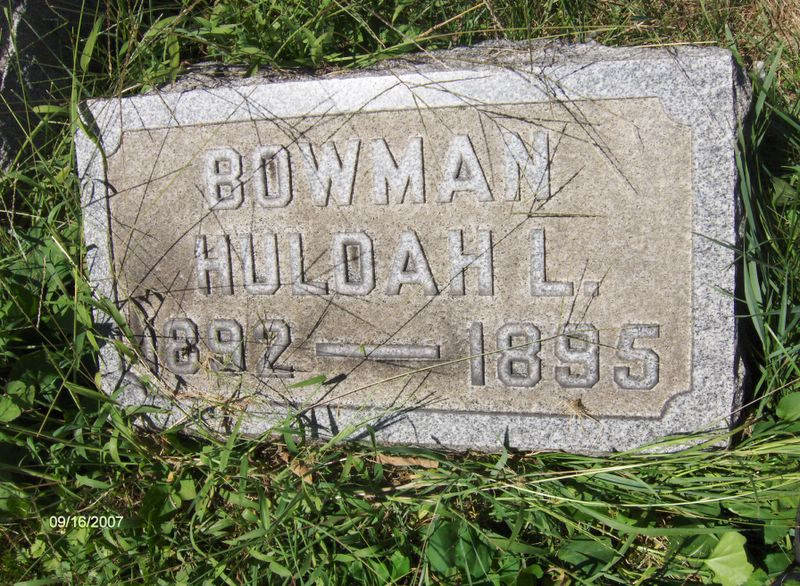 BOWMAN
HULDAH L.
1892 — 1895
09/16/2007